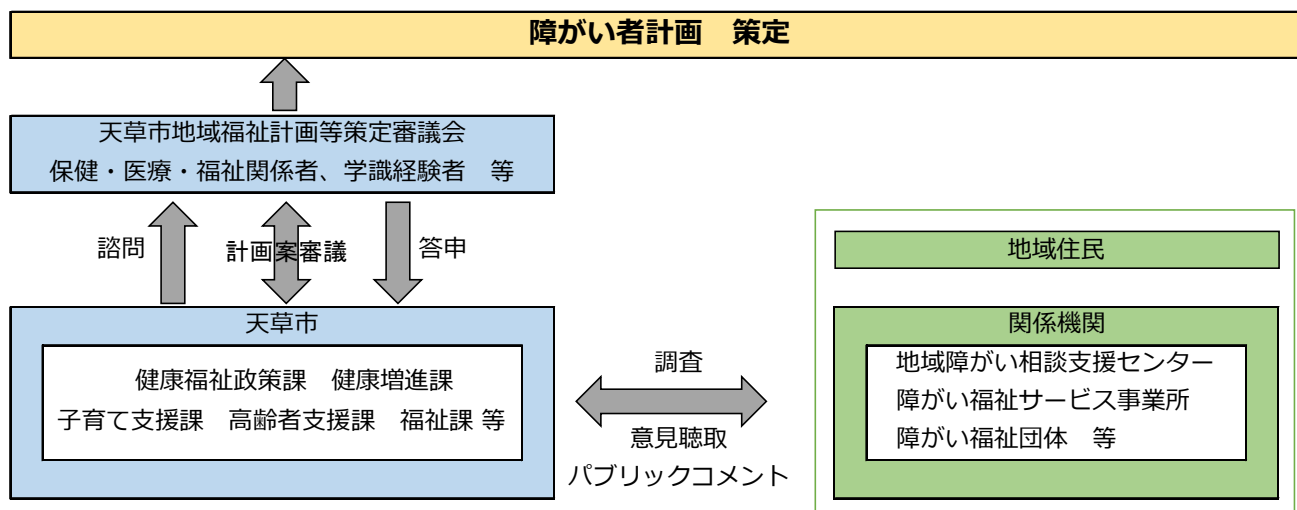 障がい者計画　策定
天草市地域福祉計画等策定審議会
保健・医療・福祉関係者、学識経験者　等
諮問
計画案審議
答申
天草市
健康福祉政策課　健康増進課
子育て支援課　高齢者支援課　福祉課 等
調査
意見聴取
パブリックコメント
地域住民
関係機関
地域障がい相談支援センター
障がい福祉サービス事業所
障がい福祉団体　等